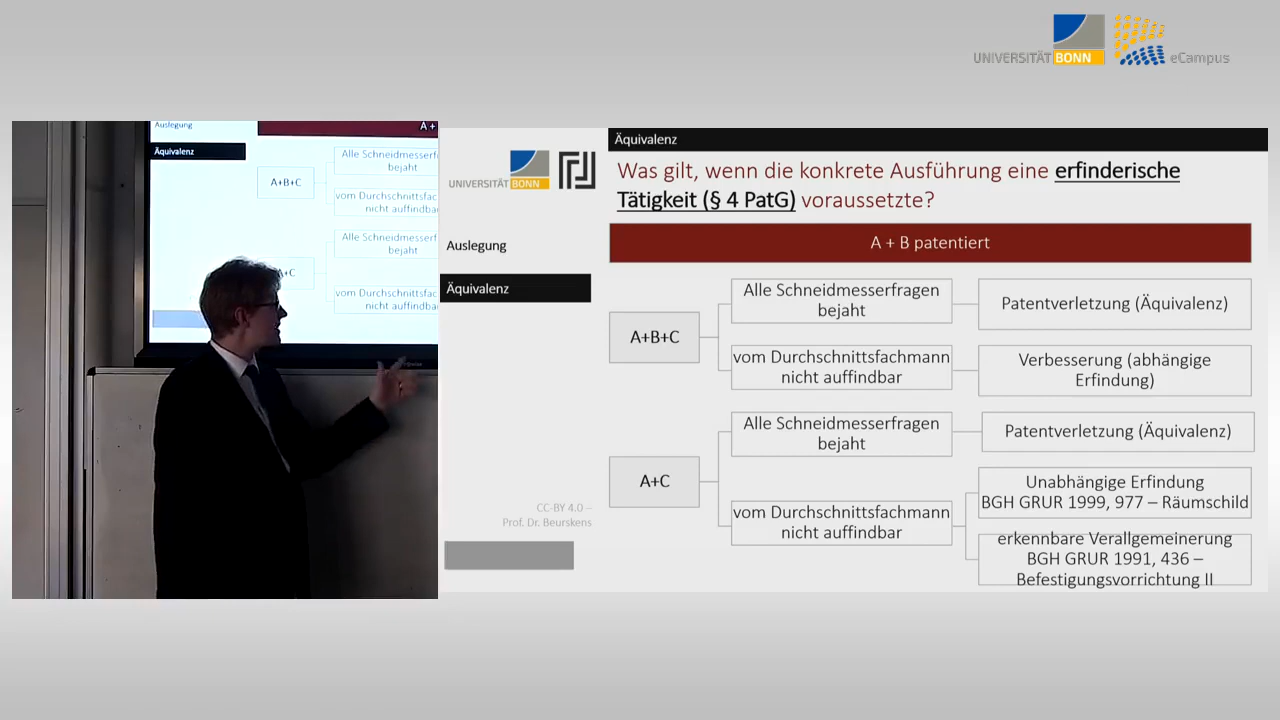 UNIVERSITÄT BONN
eCampus
Auslegung
A +
Äquivalenz
Alle Schneidmesserf
bejaht
A+B+C
vom Durchschnittsfac
nicht auffindba
Alle Schneidmesserf
bejaht
A+C
vom Durchschnittsfac
nicht auffindbar
UNIVERSITÄT BONN
Auslegung
Äquivalenz
CC-BY 4.0 –
Prof. Dr. Beurskens
Äquivalenz
Was gilt, wenn die konkrete Ausführung eine erfinderische
Tätigkeit (§ 4 PatG) voraussetzte?
A + B patentiert
A+B+C
Alle Schneidmesserfragen
bejaht
Patentverletzung (Äquivalenz)
vom Durchschnittsfachmann
nicht auffindbar
Verbesserung (abhängige
Erfindung)
A+C
Alle Schneidmesserfragen
bejaht
Patentverletzung (Äquivalenz)
vom Durchschnittsfachmann
nicht auffindbar
Unabhängige Erfindung
BGH GRUR 1999, 977 – Räumschild
erkennbare Verallgemeinerung
BGH GRUR 1991, 436 –
Befestigungsvorrichtung II